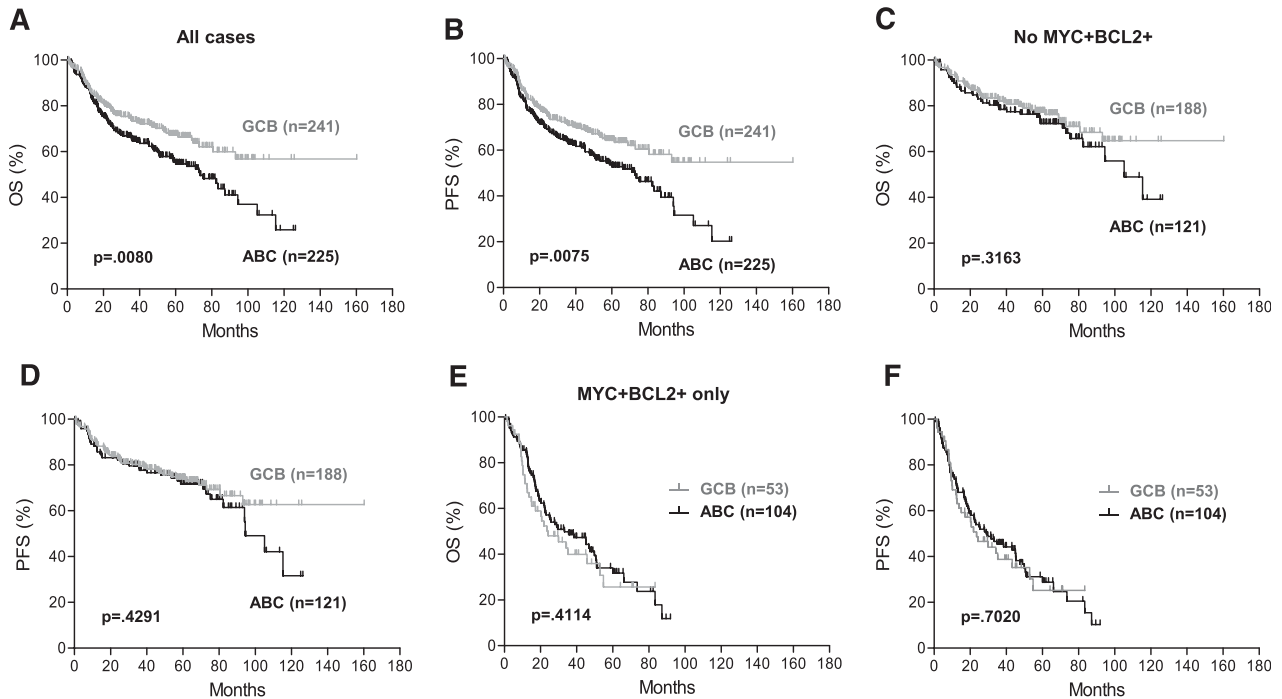 A
All cases
100
80
60
40
20
0
OS (%)
GCB (n=241)
ABC (n=225)
p=.0080
0 20 40 60 80 100 120 140 160 180
Months
B
100
80
60
40
20
0
PFS (%)
GCB (n=241)
ABC (n=225)
p=.0075
0 20 40 60 80 100 120 140 160 180
Months
C
No MYC+BCL2+
100
80
60
40
20
0
OS (%)
GCB (n=188)
ABC (n=121)
p=.3163
0 20 40 60 80 100 120 140 160 180
Months
D
100
80
60
40
20
0
PFS (%)
GCB (n=188)
ABC (n=121)
p=.4291
0 20 40 60 80 100 120 140 160 180
Months
E
MYC+BCL2+ only
100
80
60
40
20
0
OS (%)
GCB (n=53)
ABC (n=104)
p=.4114
0 20 40 60 80 100 120 140 160 180
Months
F
100
80
60
40
20
0
PFS (%)
GCB (n=53)
ABC (n=104)
p=.7020
0 20 40 60 80 100 120 140 160 180
Months